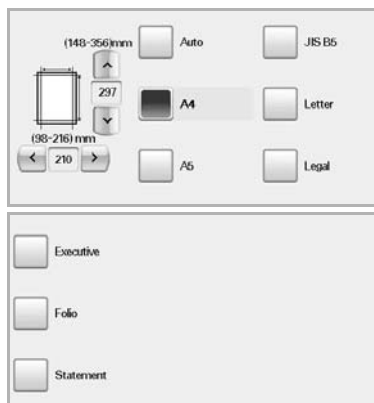 (148-356)mm
Auto
JIS B5
297
A4
Letter
(98-216) mm
210
A5
Legal
Executive
Folio
Statement